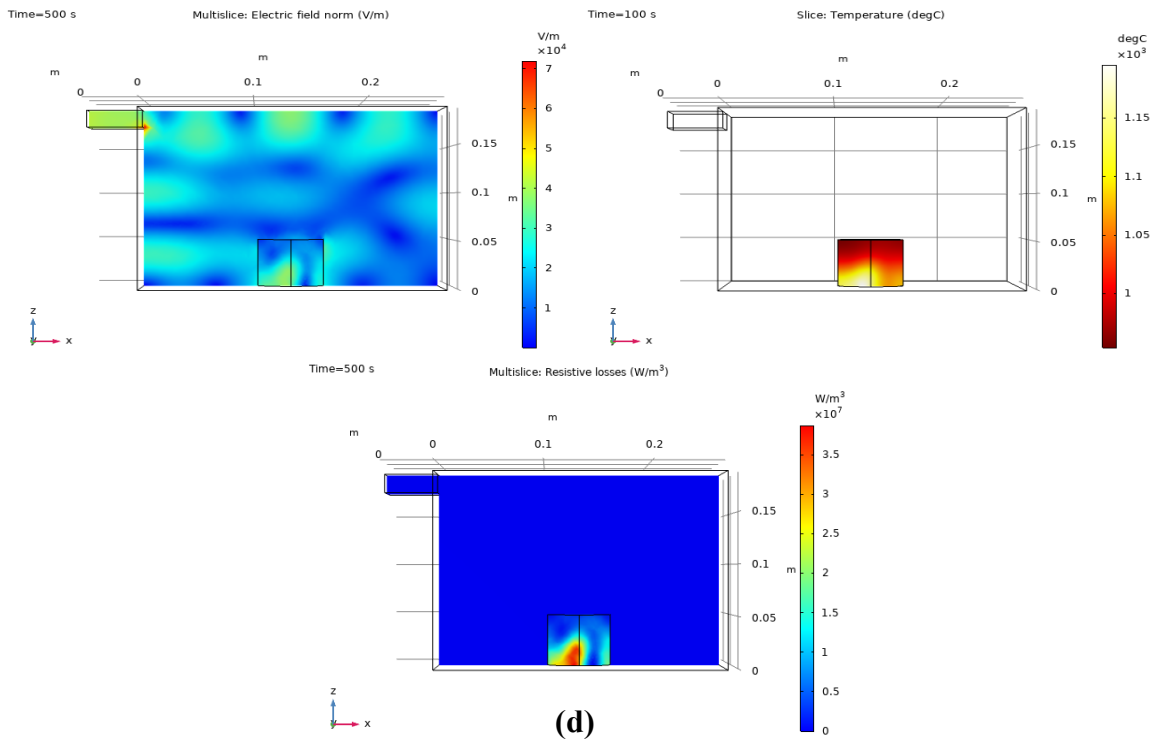 Time=500 s Multislice: Electric field norm (V/m)
V/m
×10⁴
m
m
0 0.1 0.2
0
7
6
5
4
3
2
1
0.15
0.1
m
0.05
0
z
y x
Time=100 s Slice: Temperature (degC)
degC
×10³
m
m
0 0.1 0.2
0
1.15
1.1
1.05
1
0.15
0.1
m
0.05
0
z
y x
Time=500 s Multislice: Resistive losses (W/m³)
W/m³
×10⁷
m
m
0 0.1 0.2
0
3.5
3
2.5
2
1.5
1
0.5
0
0.15
0.1
m
0.05
0
z
y x
(d)